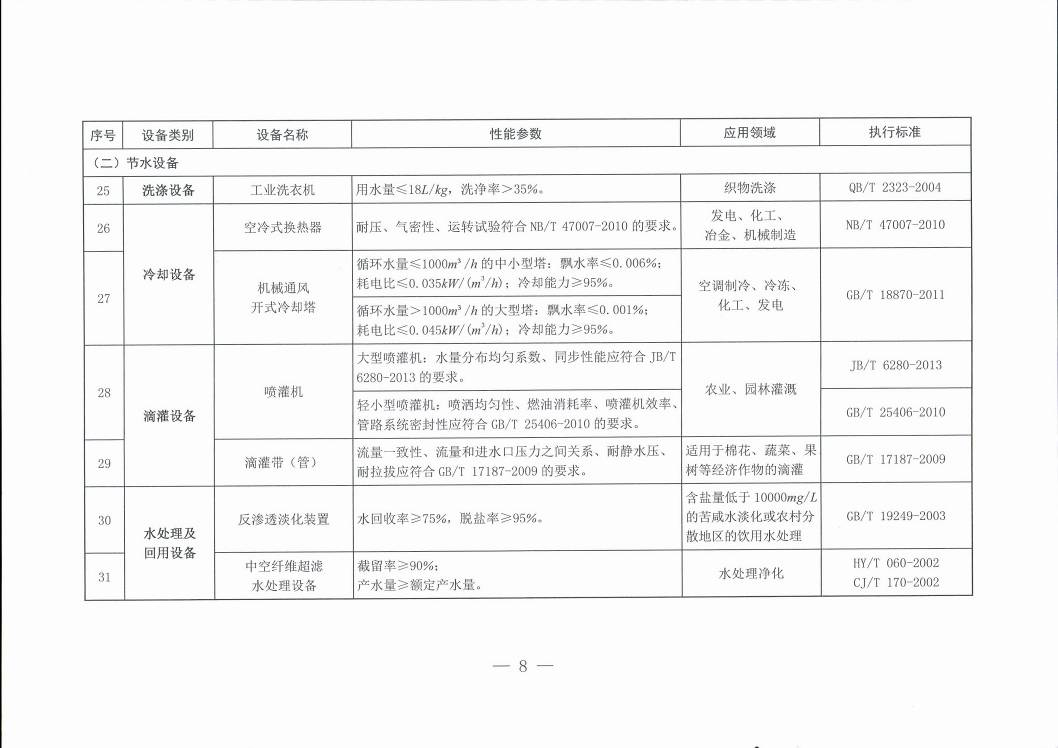 序号 设备类别 设备名称 性能参数 应用领域 执行标准
（二）节水设备
25 洗涤设备 工业洗衣机 用水量≤18L/kg，洗净率>35%。 织物洗涤 QB/T 2323-2004
26 空冷式换热器 耐压、气密性、运转试验符合 NB/T 47007-2010 的要求。 发电、化工、
冶金、机械制造 NB/T 47007-2010
冷却设备
27 机械通风
开式冷却塔
循环水量≤1000m³/h 的中小型塔：飘水率≤0.006%；
耗电比≤0.035kW/(m³/h)；冷却能力≥95%。
循环水量>1000m³/h 的大型塔：飘水率≤0.001%；
耗电比≤0.045kW/(m³/h)；冷却能力≥95%。
空调制冷、冷冻、
化工、发电
GB/T 18870-2011
滴灌设备
28 喷灌机
大型喷灌机：水量分布均匀系数、同步性能应符合 JB/T
6280-2013 的要求。
轻小型喷灌机：喷洒均匀性、燃油消耗率、喷灌机效率、
管路系统密封性应符合 GB/T 25406-2010 的要求。
农业、园林灌溉
JB/T 6280-2013
GB/T 25406-2010
29 滴灌带（管）
流量一致性、流量和进水口压力之间关系、耐静水压、
耐拉拔应符合 GB/T 17187-2009 的要求。
适用于棉花、蔬菜、果
树等经济作物的滴灌
GB/T 17187-2009
水处理及
回用设备
30 反渗透淡化装置 水回收率≥75%，脱盐率≥95%。
含盐量低于 10000mg/L
的苦咸水淡化或农村分
散地区的饮用水处理
GB/T 19249-2003
31 中空纤维超滤
水处理设备
截留率≥90%；
产水量≥额定产水量。
水处理净化
HY/T 060-2002
CJ/T 170-2002
— 8 —